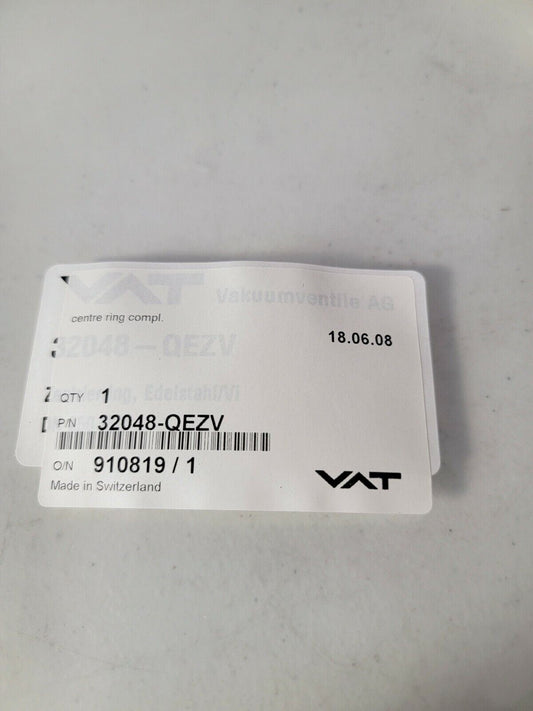 VAT Vakuumventile AG
centre ring compl.
18.06.08
32048-QEZV
Edelstahl/Vi
QTY 1
P/N 32048-QEZV
O/N 910819 / 1
Made in Switzerland
VAT